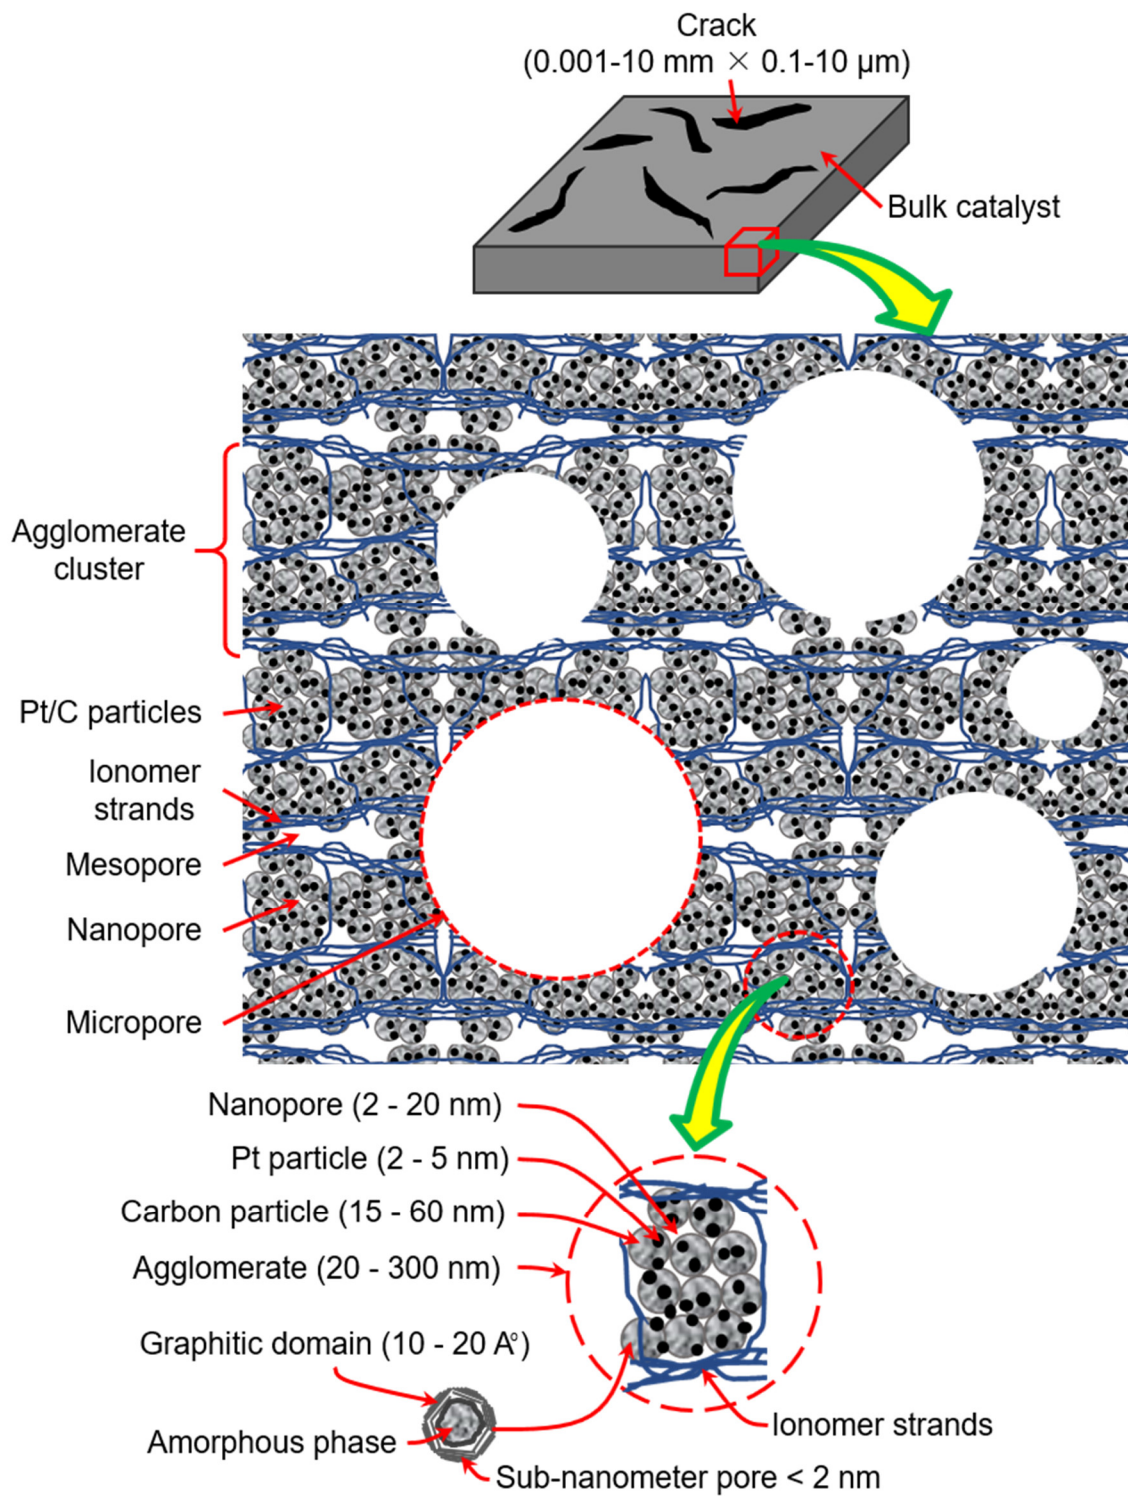 Crack
(0.001-10 mm × 0.1-10 μm)
Bulk catalyst
Agglomerate
cluster
Pt/C particles
Ionomer
strands
Mesopore
Nanopore
Micropore
Nanopore (2 - 20 nm)
Pt particle (2 - 5 nm)
Carbon particle (15 - 60 nm)
Agglomerate (20 - 300 nm)
Graphitic domain (10 - 20 A°)
Amorphous phase
Ionomer strands
Sub-nanometer pore < 2 nm